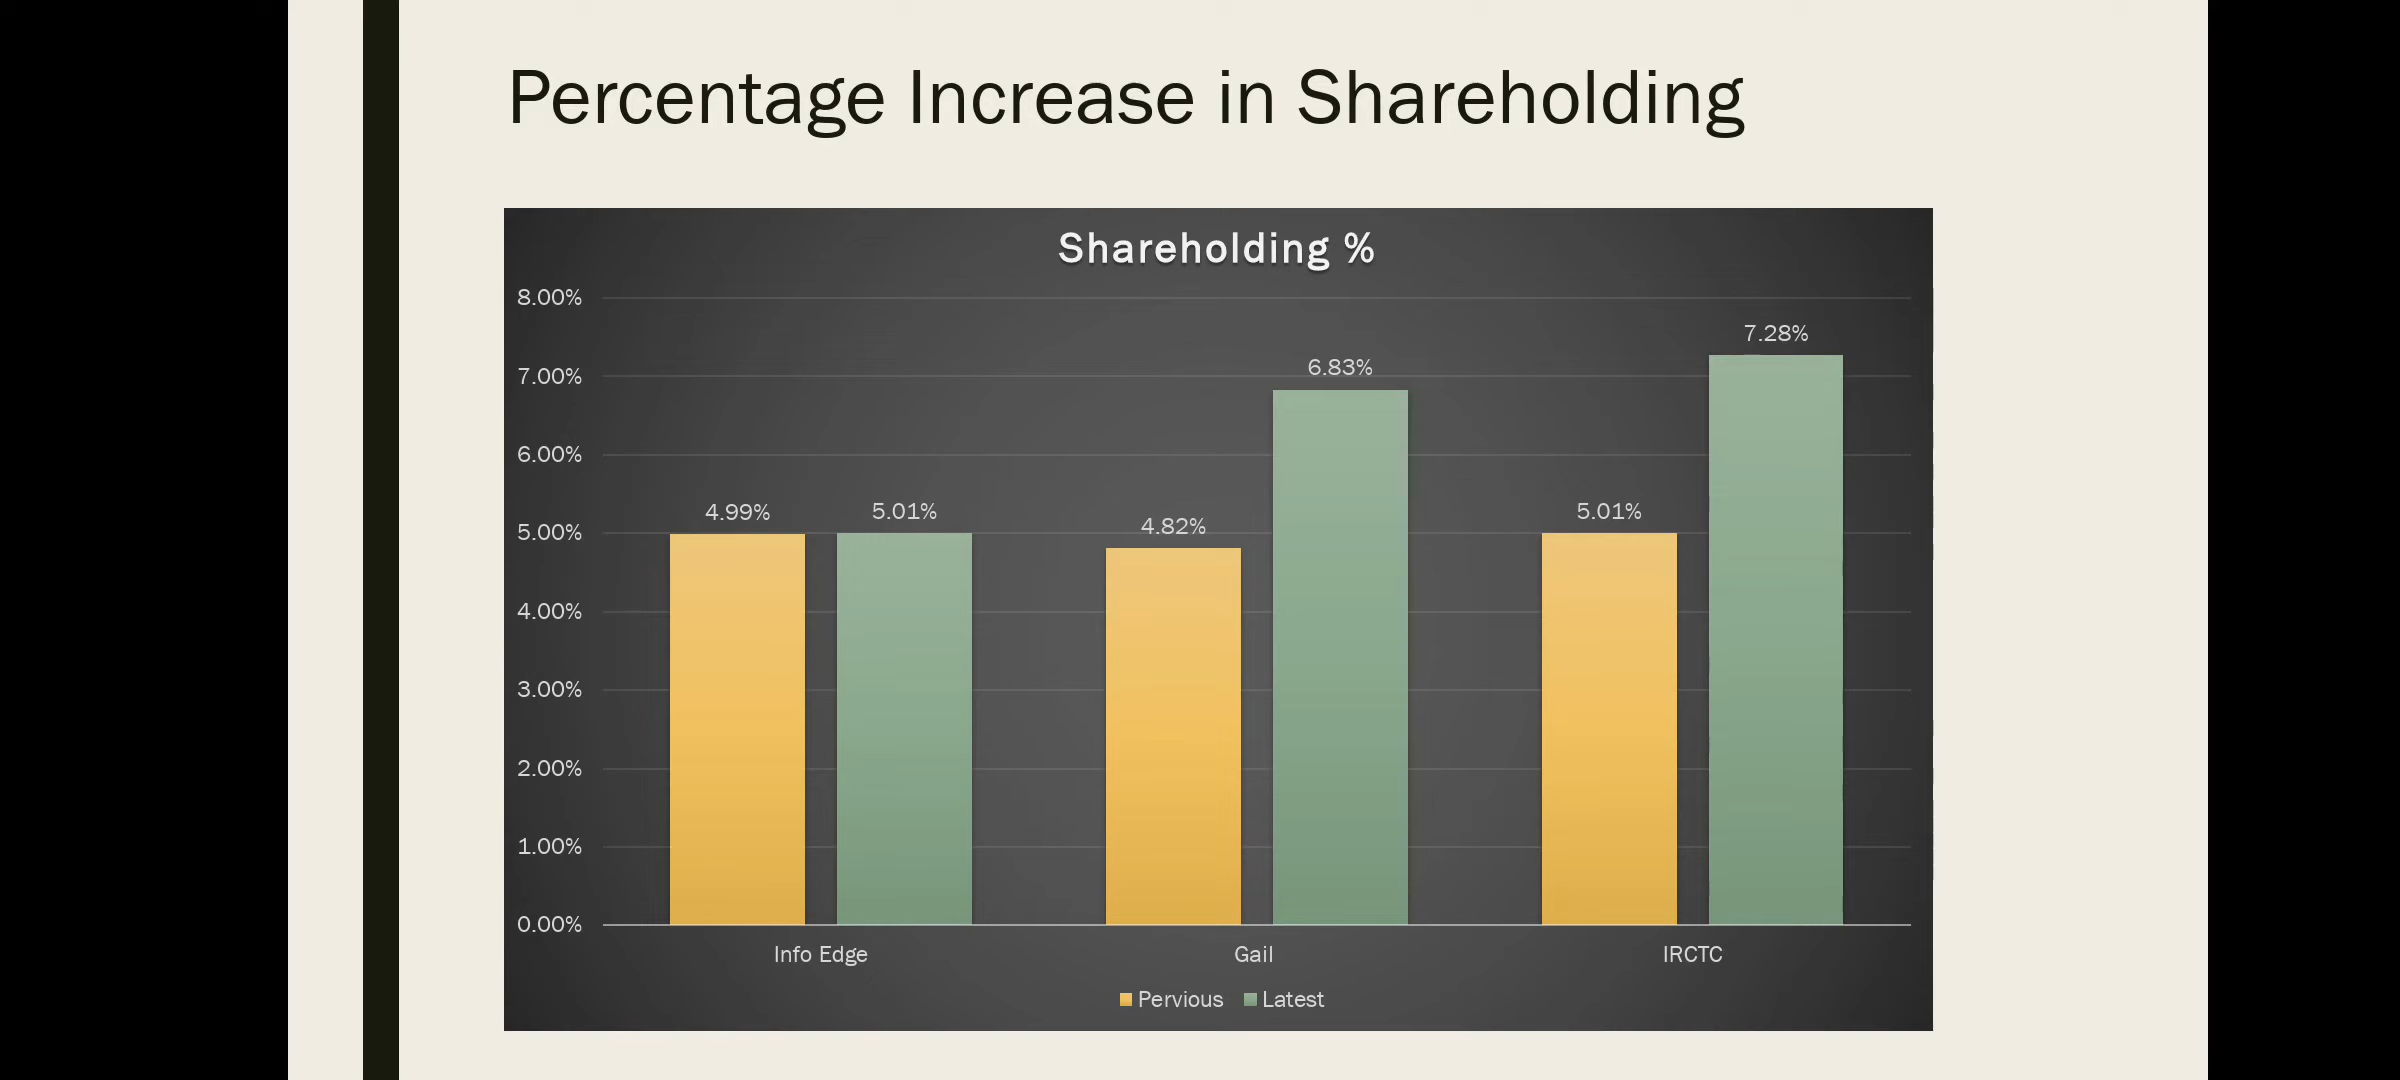 Percentage Increase in Shareholding
Shareholding %
8.00%
7.00%
6.00%
5.00%
4.00%
3.00%
2.00%
1.00%
0.00%
4.99%
5.01%
4.82%
6.83%
5.01%
7.28%
Info Edge
Gail
IRCTC
Pervious
Latest